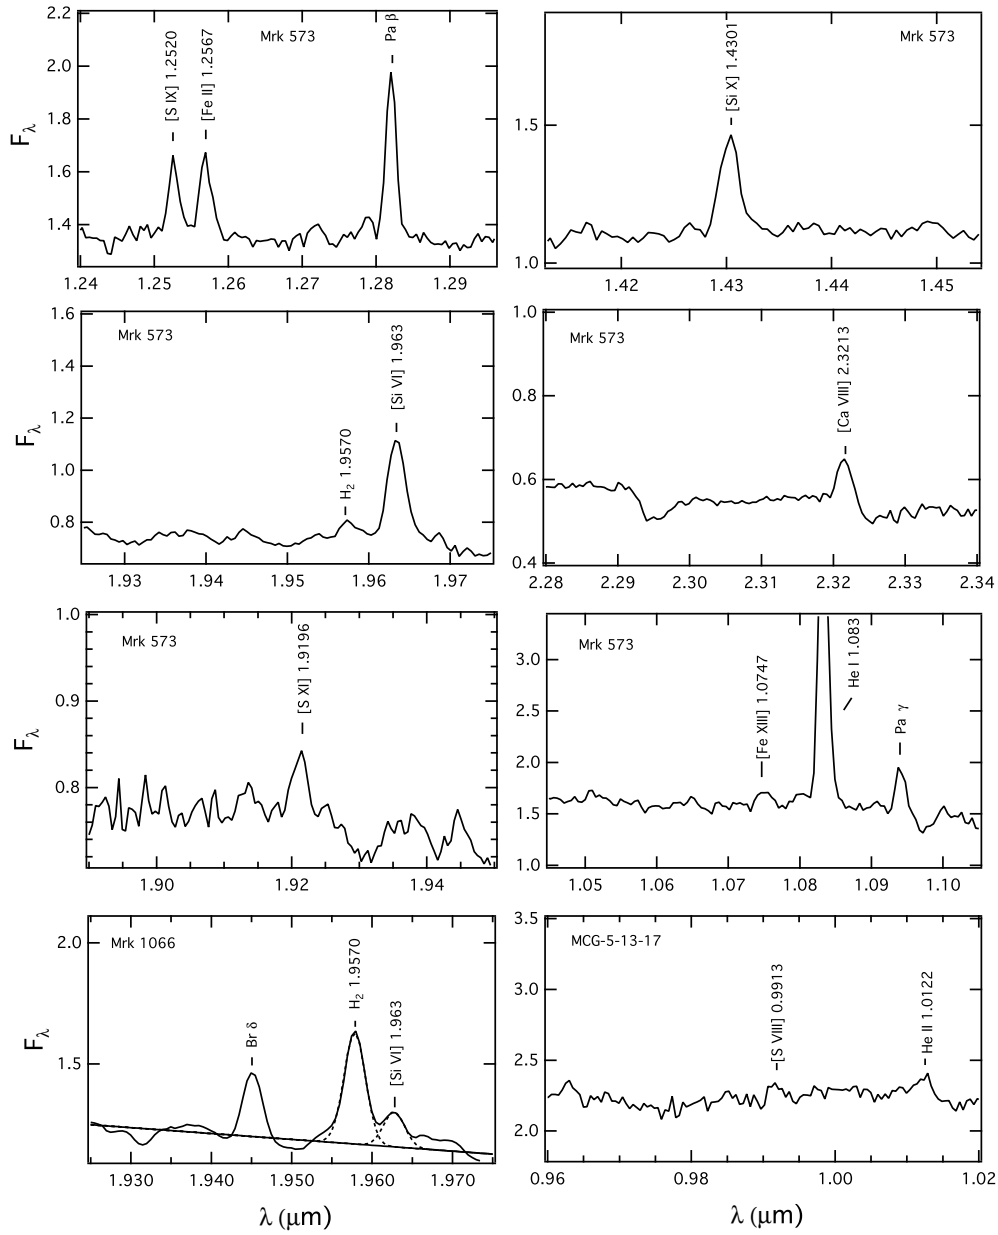 Mrk 573
[S IX] 1.2520
[Fe II] 1.2567
Pa β
Fλ
2.2
2.0
1.8
1.6
1.4
1.24 1.25 1.26 1.27 1.28 1.29
Mrk 573
[Si X] 1.4301
1.5
1.0
1.42 1.43 1.44 1.45
Mrk 573
H2 1.9570
[Si VI] 1.963
Fλ
1.6
1.4
1.2
1.0
0.8
1.93 1.94 1.95 1.96 1.97
Mrk 573
[Ca VIII] 2.3213
1.0
0.8
0.6
0.4
2.28 2.29 2.30 2.31 2.32 2.33 2.34
Mrk 573
[S XI] 1.9196
Fλ
1.0
0.9
0.8
1.90 1.92 1.94
Mrk 573
[Fe XIII] 1.0747
He I 1.083
Pa γ
3.0
2.5
2.0
1.5
1.0
1.05 1.06 1.07 1.08 1.09 1.10
Mrk 1066
Br δ
H2 1.9570
[Si VI] 1.963
Fλ
2.0
1.5
1.930 1.940 1.950 1.960 1.970
λ (μm)
MCG-5-13-17
[S VIII] 0.9913
He II 1.0122
3.5
3.0
2.5
2.0
0.96 0.98 1.00 1.02
λ (μm)